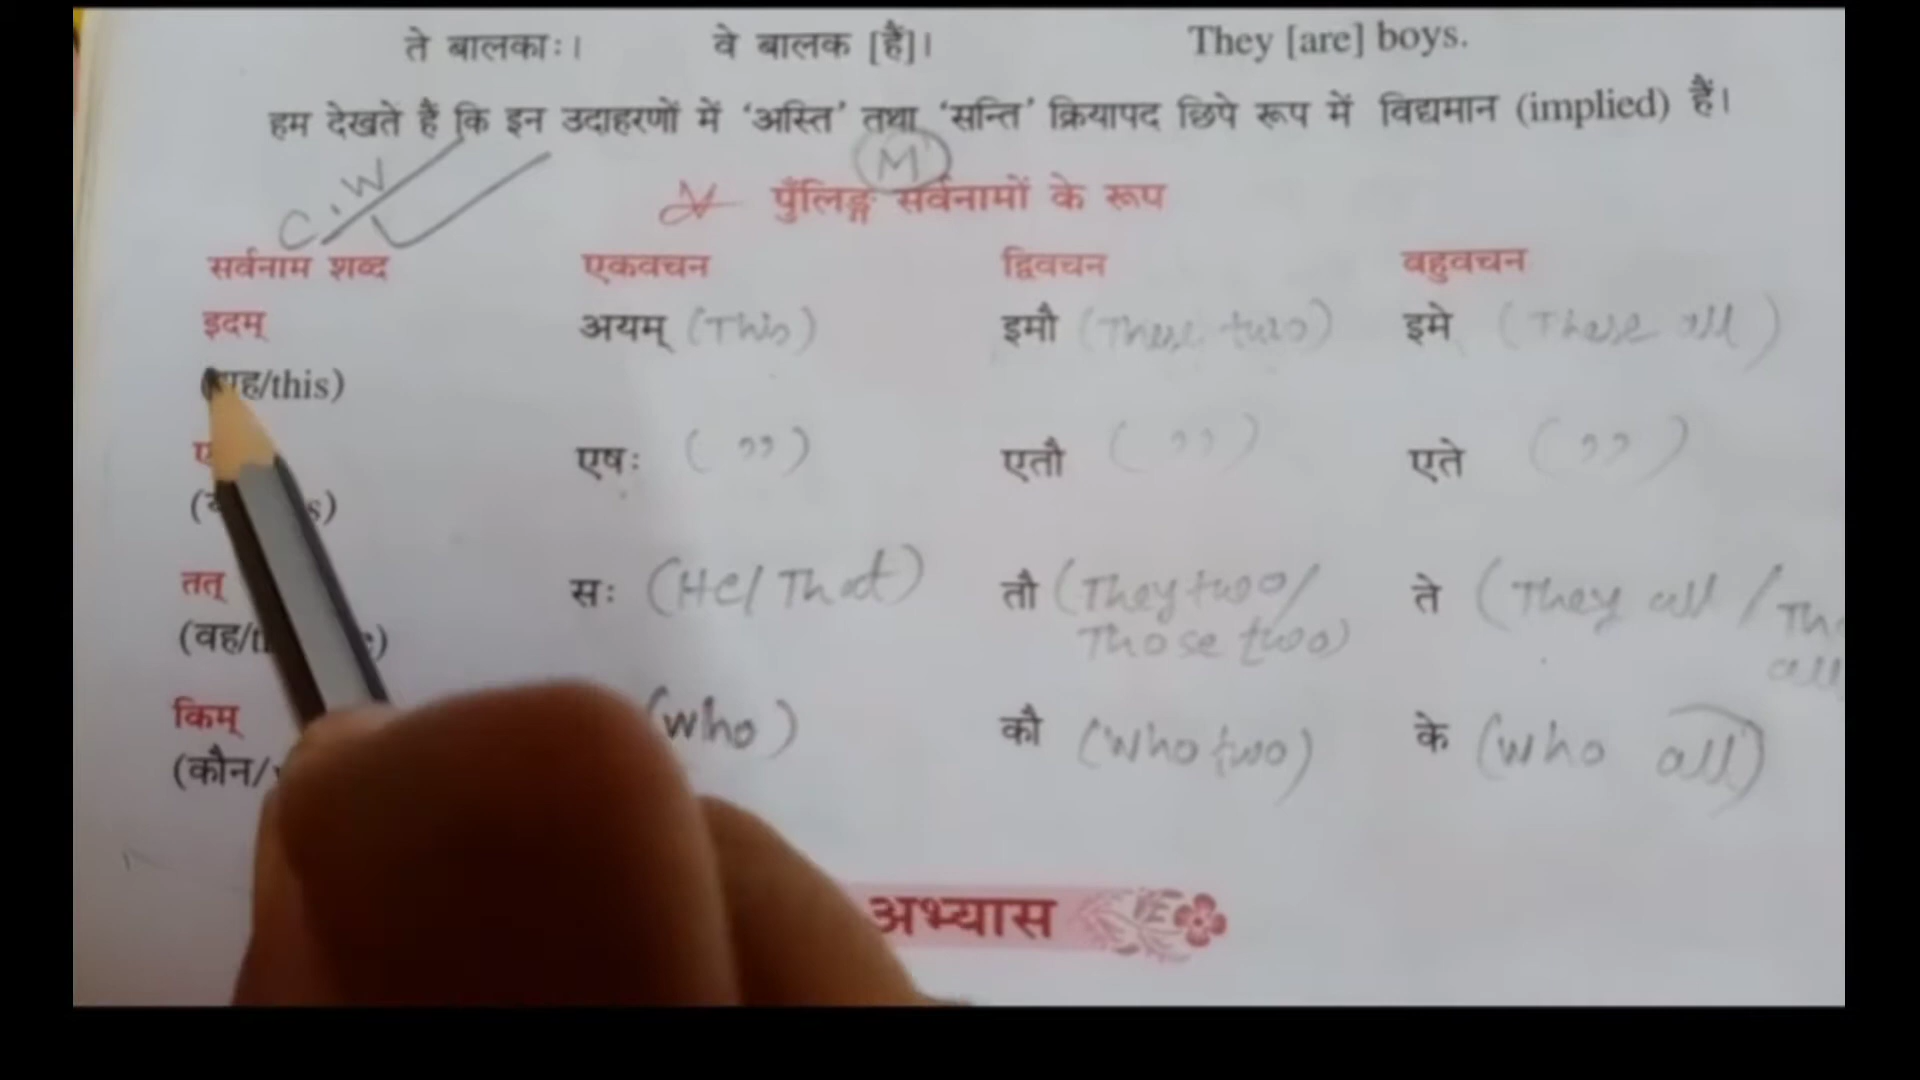 ते बालकाः। वे बालक [हैं]। They [are] boys.
हम देखते हैं कि इन उदाहरणों में ‘अस्ति’ तथा ‘सन्ति’ क्रियापद छिपे रूप में विद्यमान (implied) हैं।
C.W
M
पुँलिङ्ग सर्वनामों के रूप
सर्वनाम शब्द एकवचन द्विवचन बहुवचन
इदम् अयम् (This) इमौ (These two) इमे (These all)
/this)
एषः ( ,, ) एतौ ( ,, ) एते ( ,, )
तत् सः (He/That) तौ (They two/ ते (They all /
(वह/ Those two) all
किम् (who) कौ (who two) के (who all)
(कौन/
अभ्यास